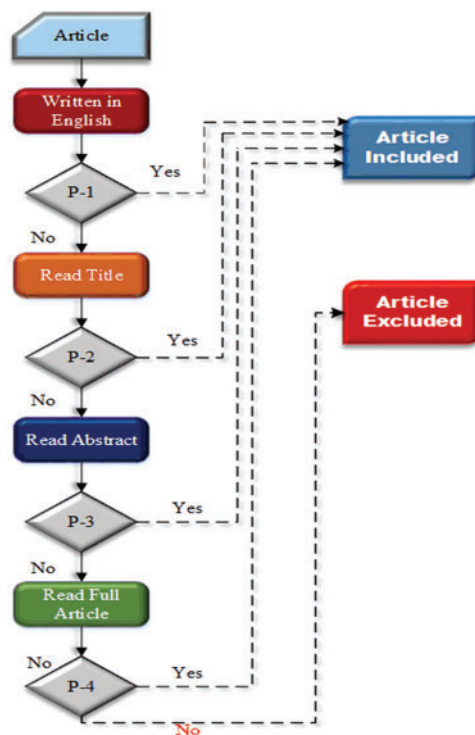 Article
Written in
English
Article
Included
P-1
Yes
No
Read Title
Article
Excluded
P-2
Yes
No
Read Abstract
P-3
Yes
No
Read Full
Article
No
P-4
Yes
No